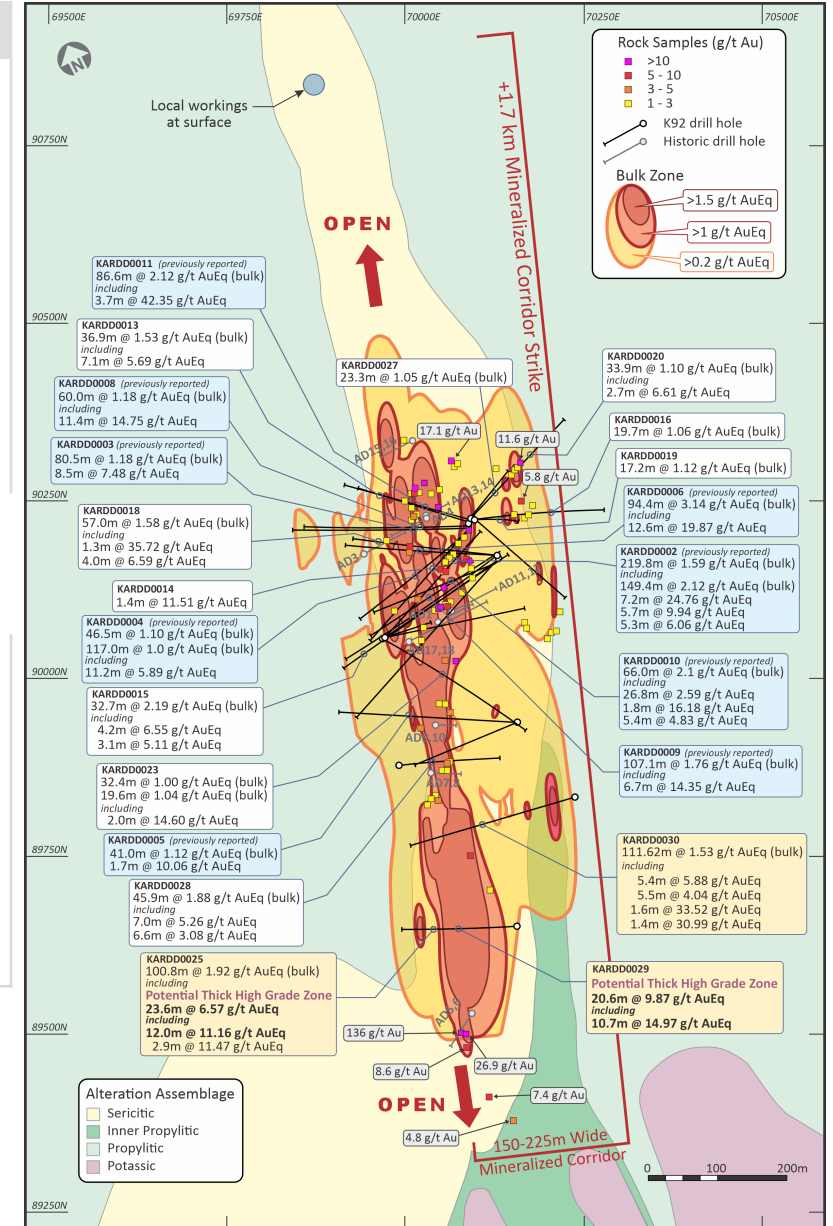 69500E
69750E
70000E
70250E
70500E
N
90750N
90500N
90250N
90000N
89750N
89500N
89250N
Local workings
at surface
OPEN
+1.7 km Mineralized Corridor Strike
Rock Samples (g/t Au)
>10
5 - 10
3 - 5
1 - 3
K92 drill hole
Historic drill hole
Bulk Zone
>1.5 g/t AuEq
>1 g/t AuEq
>0.2 g/t AuEq
KARDD0011 (previously reported)
86.6m @ 2.12 g/t AuEq (bulk)
including
3.7m @ 42.35 g/t AuEq
KARDD0013
36.9m @ 1.53 g/t AuEq (bulk)
including
7.1m @ 5.69 g/t AuEq
KARDD0008 (previously reported)
60.0m @ 1.18 g/t AuEq (bulk)
including
11.4m @ 14.75 g/t AuEq
KARDD0003 (previously reported)
80.5m @ 1.18 g/t AuEq (bulk)
8.5m @ 7.48 g/t AuEq
KARDD0018
57.0m @ 1.58 g/t AuEq (bulk)
including
1.3m @ 35.72 g/t AuEq
4.0m @ 6.59 g/t AuEq
KARDD0014
1.4m @ 11.51 g/t AuEq
KARDD0004 (previously reported)
46.5m @ 1.10 g/t AuEq (bulk)
117.0m @ 1.0 g/t AuEq (bulk)
including
11.2m @ 5.89 g/t AuEq
KARDD0015
32.7m @ 2.19 g/t AuEq (bulk)
including
4.2m @ 6.55 g/t AuEq
3.1m @ 5.11 g/t AuEq
KARDD0023
32.4m @ 1.00 g/t AuEq (bulk)
19.6m @ 1.04 g/t AuEq (bulk)
including
2.0m @ 14.60 g/t AuEq
KARDD0005 (previously reported)
41.0m @ 1.12 g/t AuEq (bulk)
1.7m @ 10.06 g/t AuEq
KARDD0028
45.9m @ 1.88 g/t AuEq (bulk)
including
7.0m @ 5.26 g/t AuEq
6.6m @ 3.08 g/t AuEq
KARDD0025
100.8m @ 1.92 g/t AuEq (bulk)
including
Potential Thick High Grade Zone
23.6m @ 6.57 g/t AuEq
including
12.0m @ 11.16 g/t AuEq
2.9m @ 11.47 g/t AuEq
KARDD0027
23.3m @ 1.05 g/t AuEq (bulk)
17.1 g/t Au
11.6 g/t Au
5.8 g/t Au
AD15,16
AD13,14
AD4
AD3
AD17,18
AD9,10
AD7,8
AD5,6
KARDD0020
33.9m @ 1.10 g/t AuEq (bulk)
including
2.7m @ 6.61 g/t AuEq
KARDD0016
19.7m @ 1.06 g/t AuEq (bulk)
KARDD0019
17.2m @ 1.12 g/t AuEq (bulk)
KARDD0006 (previously reported)
94.4m @ 3.14 g/t AuEq (bulk)
including
12.6m @ 19.87 g/t AuEq
KARDD0002 (previously reported)
219.8m @ 1.59 g/t AuEq (bulk)
149.4m @ 2.12 g/t AuEq (bulk)
7.2m @ 24.76 g/t AuEq
5.7m @ 9.94 g/t AuEq
5.3m @ 6.06 g/t AuEq
KARDD0010 (previously reported)
66.0m @ 2.1 g/t AuEq (bulk)
including
26.8m @ 2.59 g/t AuEq
1.8m @ 16.18 g/t AuEq
5.4m @ 4.83 g/t AuEq
KARDD0009 (previously reported)
107.1m @ 1.76 g/t AuEq (bulk)
including
6.7m @ 14.35 g/t AuEq
KARDD0030
111.62m @ 1.53 g/t AuEq (bulk)
including
5.4m @ 5.88 g/t AuEq
5.5m @ 4.04 g/t AuEq
1.6m @ 33.52 g/t AuEq
1.4m @ 30.99 g/t AuEq
KARDD0029
Potential Thick High Grade Zone
20.6m @ 9.87 g/t AuEq
including
10.7m @ 14.97 g/t AuEq
136 g/t Au
8.6 g/t Au
26.9 g/t Au
7.4 g/t Au
4.8 g/t Au
OPEN
150-225m Wide
Mineralized Corridor
Alteration Assemblage
Sericitic
Inner Propylitic
Propylitic
Potassic
0
100
200m